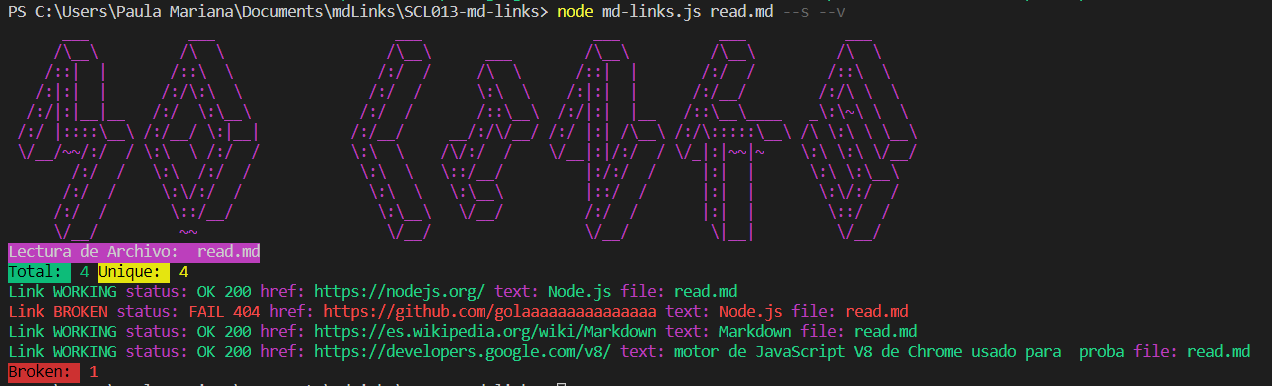 PS C:\Users\Paula Mariana\Documents\mdLinks\SCL013-md-links> node md-links.js read.md --s --v
MD LINKS
Lectura de Archivo:  read.md
Total:  4 Unique:  4
Link WORKING status: OK 200 href: https://nodejs.org/ text: Node.js file: read.md
Link BROKEN status: FAIL 404 href: https://github.com/golaaaaaaaaaaaaaaa text: Node.js file: read.md
Link WORKING status: OK 200 href: https://es.wikipedia.org/wiki/Markdown text: Markdown file: read.md
Link WORKING status: OK 200 href: https://developers.google.com/v8/ text: motor de JavaScript V8 de Chrome usado para  proba file: read.md
Broken:  1